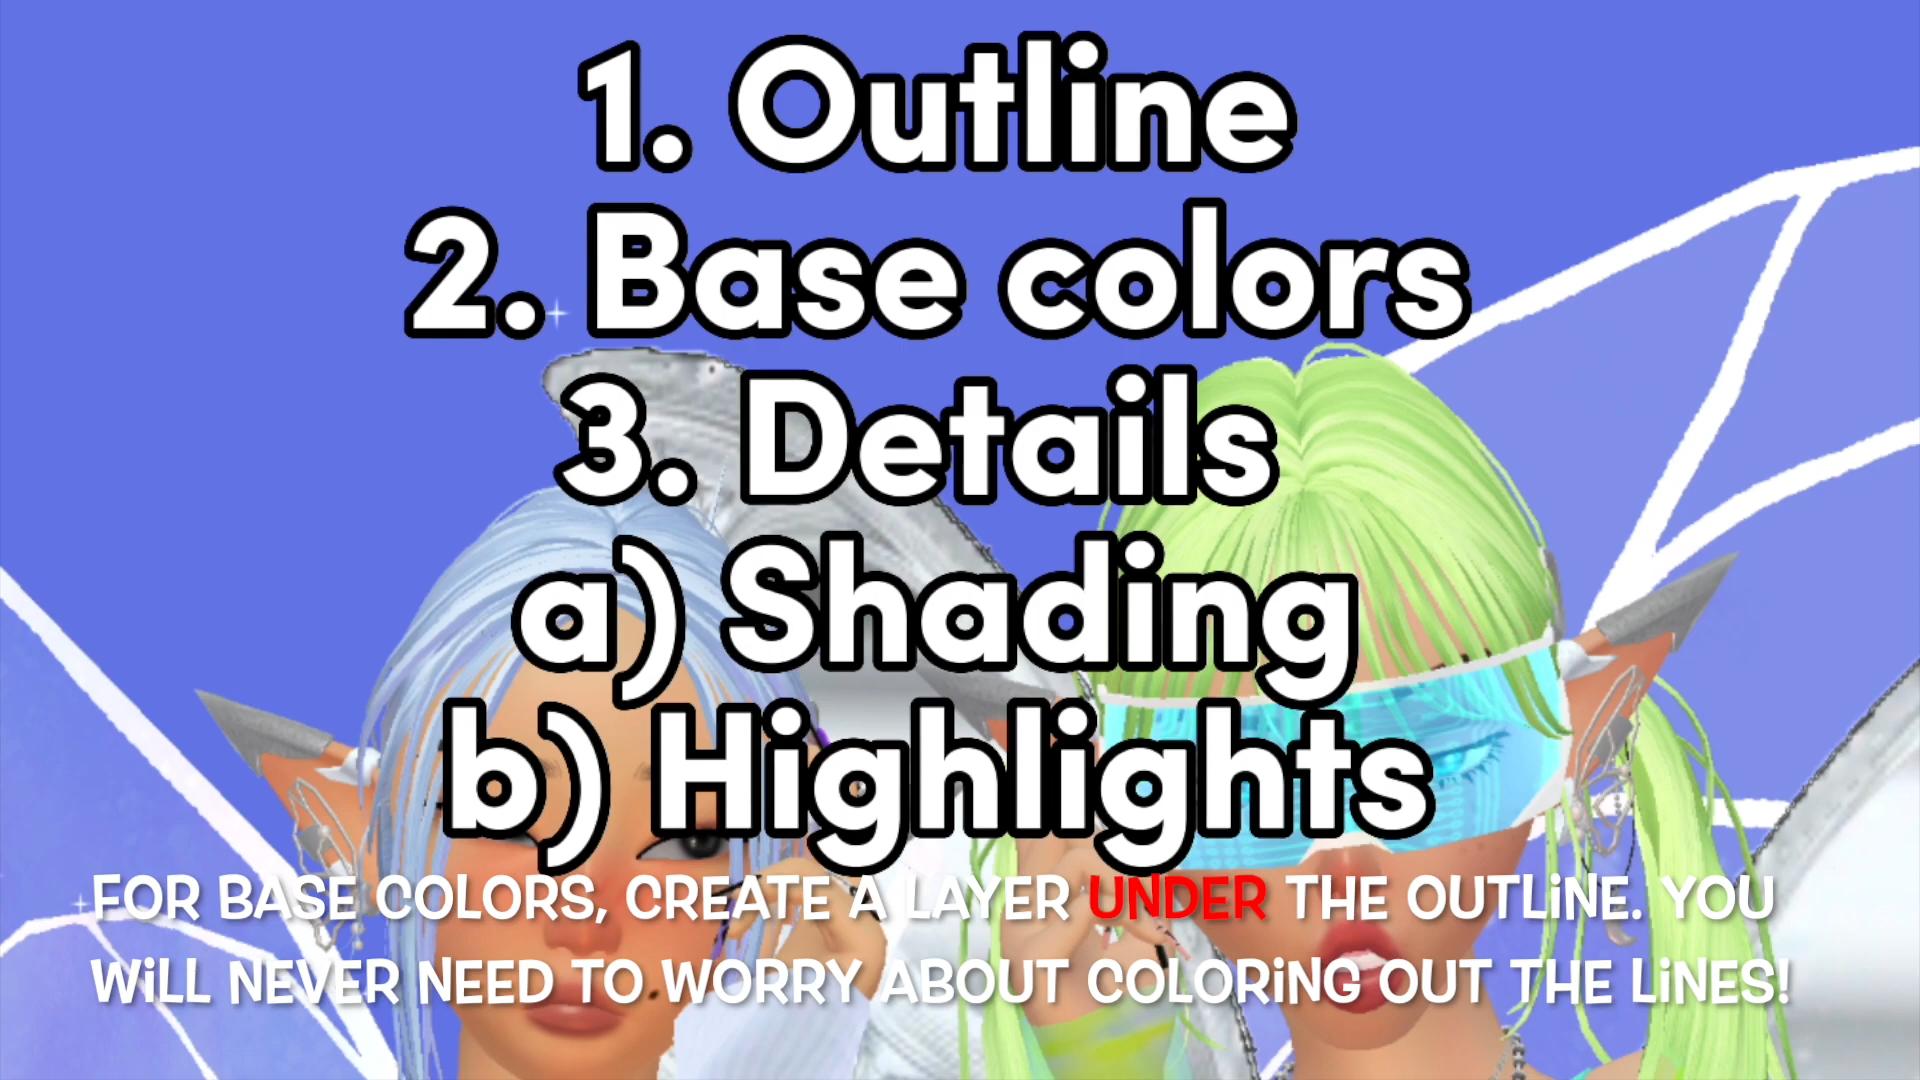 1. Outline
2. Base colors
3. Details
a) Shading
b) Highlights
FOR BASE COLORS, CREATE A LAYER UNDER THE OUTLINE. YOU
WILL NEVER NEED TO WORRY ABOUT COLORING OUT THE LINES!